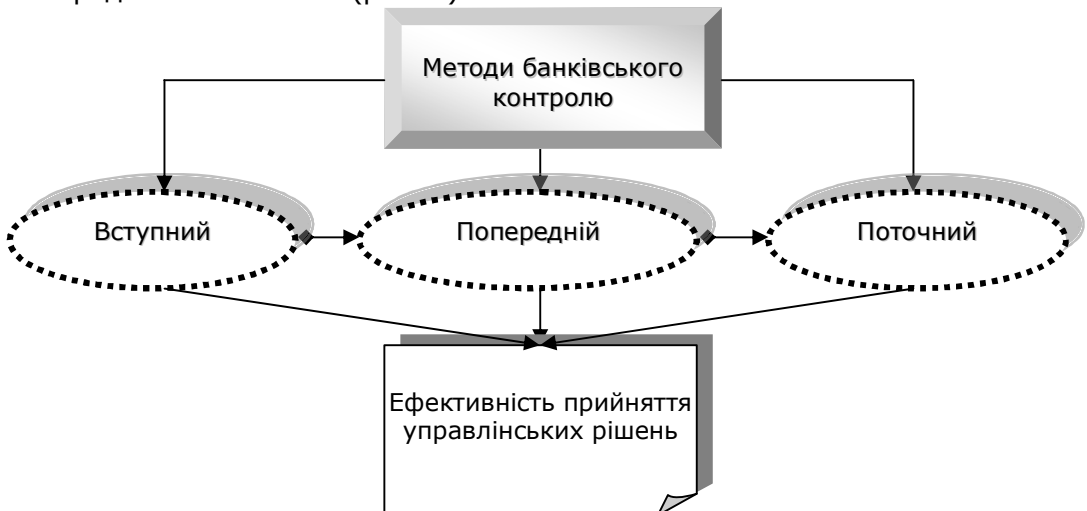 Методи банківського
контролю
Вступний
Попередній
Поточний
Ефективність прийняття
управлінських рішень